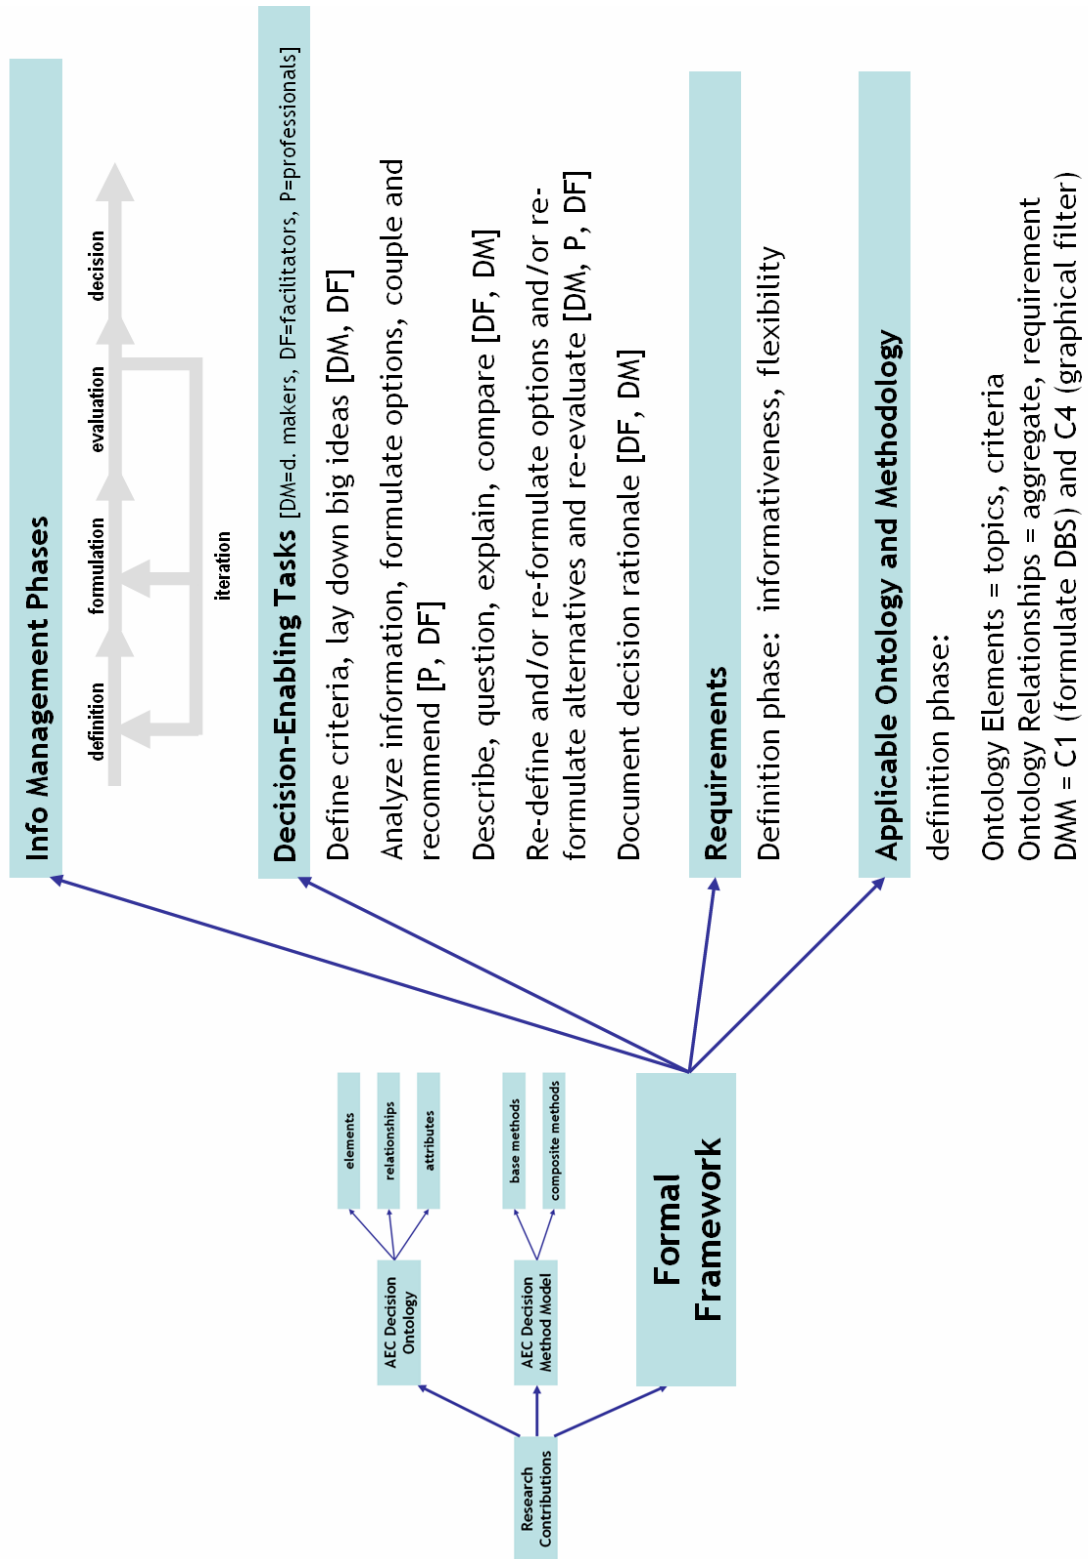 Research
Contributions
AEC Decision
Ontology
elements
relationships
attributes
AEC Decision
Method Model
base methods
composite methods
Formal
Framework
Info Management Phases
definition
formulation
evaluation
decision
iteration
Decision-Enabling Tasks [DM=d. makers, DF=facilitators, P=professionals]
Define criteria, lay down big ideas [DM, DF]
Analyze information, formulate options, couple and
recommend [P, DF]
Describe, question, explain, compare [DF, DM]
Re-define and/or re-formulate options and/or re-
formulate alternatives and re-evaluate [DM, P, DF]
Document decision rationale [DF, DM]
Requirements
Definition phase: informativeness, flexibility
Applicable Ontology and Methodology
definition phase:
Ontology Elements = topics, criteria
Ontology Relationships = aggregate, requirement
DMM = C1 (formulate DBS) and C4 (graphical filter)